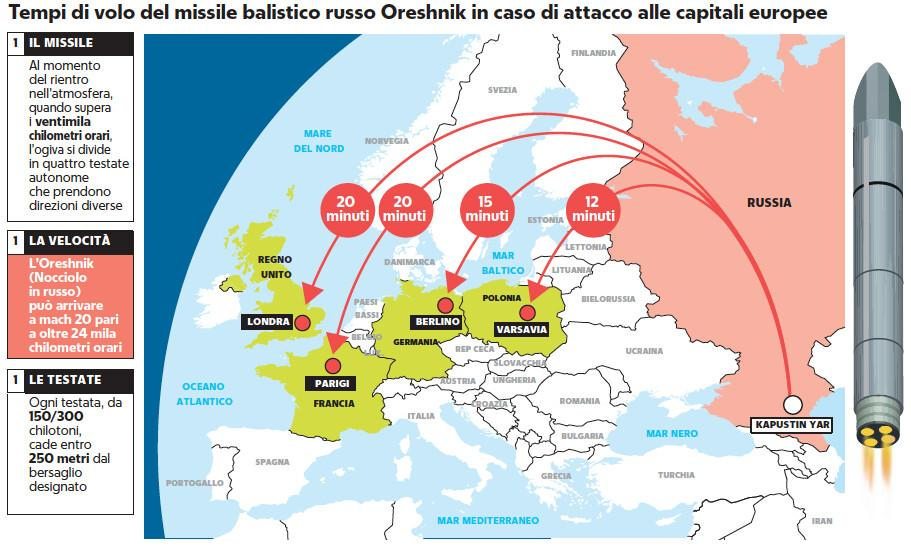 Tempi di volo del missile balistico russo Oreshnik in caso di attacco alle capitali europee
1 IL MISSILE
Al momento
del rientro
nell'atmosfera,
quando supera
i ventimila
chilometri orari,
l'ogiva si divide
in quattro testate
autonome
che prendono
direzioni diverse
1 LA VELOCITÀ
L'Oreshnik
(Nocciolo
in russo)
può arrivare
a mach 20 pari
a oltre 24 mila
chilometri orari
1 LE TESTATE
Ogni testata, da
150/300
chilotoni,
cade entro
250 metri dal
bersaglio
designato
FINLANDIA
SVEZIA
MARE
DEL NORD
NORVEGIA
20
minuti
20
minuti
15
minuti
12
minuti
RUSSIA
ESTONIA
LETTONIA
LITUANIA
MAR
BALTICO
DANIMARCA
REGNO
UNITO
PAESI
BASSI
POLONIA
BIELORUSSIA
LONDRA
BERLINO
VARSAVIA
BELGIO
LUX
GERMANIA
REP CECA
UCRAINA
SLOVACCHIA
PARIGI
AUSTRIA
UNGHERIA
OCEANO
ATLANTICO
FRANCIA
CROAZIA
ROMANIA
ITALIA
KAPUSTIN YAR
BULGARIA
MAR NERO
SPAGNA
GRECIA
TURCHIA
PORTOGALLO
MAR MEDITERRANEO
IRAN